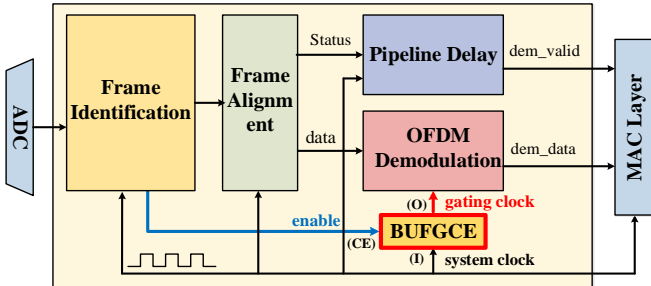 ADC
Frame
Identification
Frame
Alignm
ent
Status
data
Pipeline Delay
OFDM
Demodulation
dem_valid
dem_data
MAC Layer
enable
(CE)
(O)
gating clock
BUFGCE
(I)
system clock